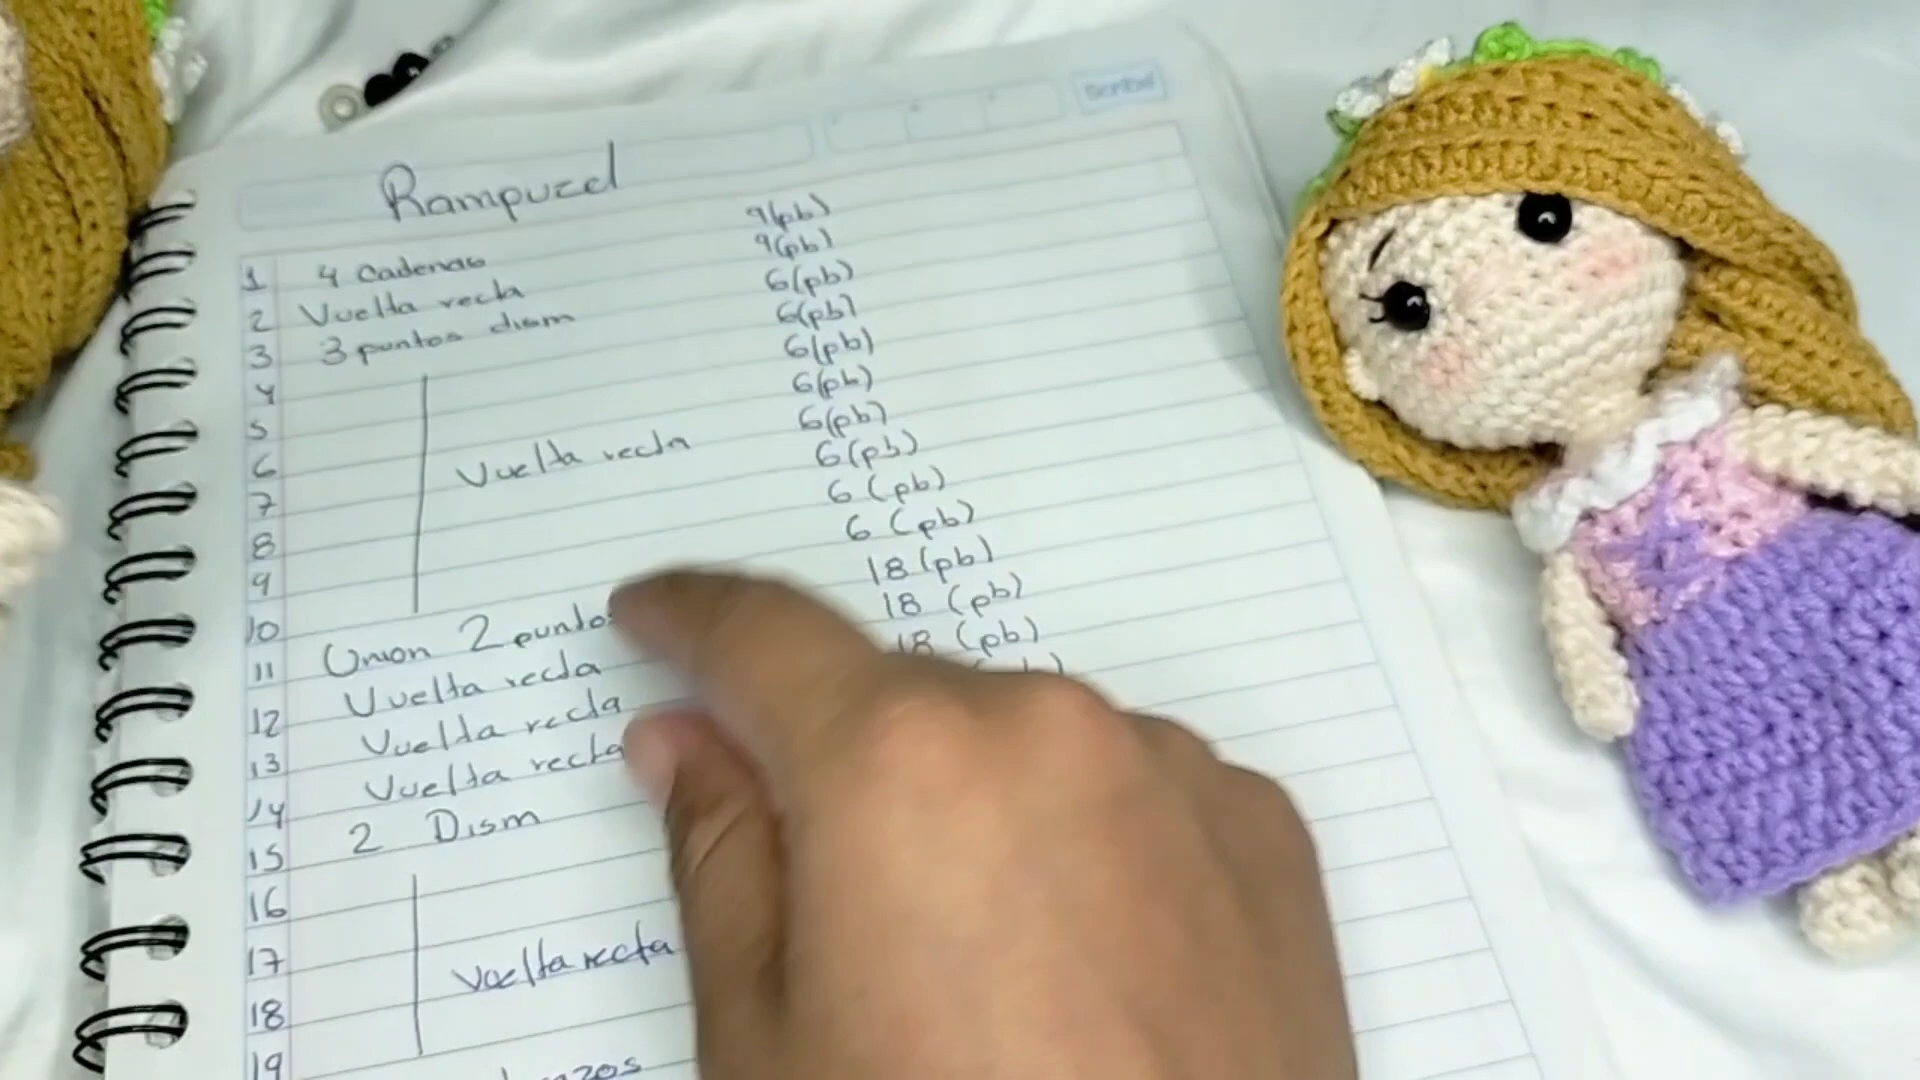 Scribe
Rampuzel
1 4 Cadenas 9(pb)
2 Vuelta recta 9(pb)
3 3 puntos dism 6(pb)
4 6(pb)
5 6(pb)
6 Vuelta recta 6(pb)
7 6(pb)
8 6(pb)
9 6 (pb)
10 6 (pb)
11 Union 2 puntos 18(pb)
12 Vuelta recta 18 (pb)
13 Vuelta recta 18 (pb)
14 Vuelta recta
15 2 Dism
16
17 Vuelta recta
18
19